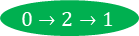 0 → 2 → 1